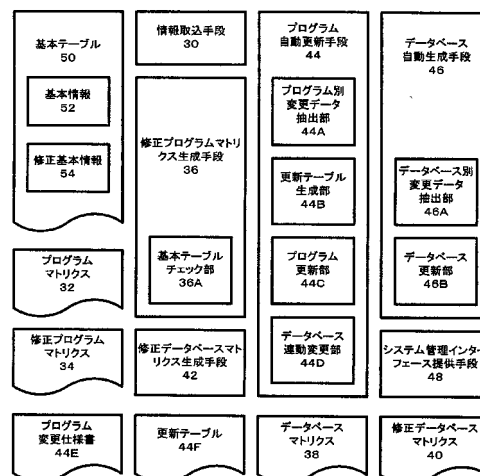 基本テーブル
50
基本情報
52
修正基本情報
54
プログラム
マトリクス
32
修正プログラム
マトリクス
34
プログラム
変更仕様書
44E
情報取込手段
30
修正プログラムマトリ
クス生成手段
36
基本テーブル
チェック部
36A
修正データベースマト
リクス生成手段
42
更新テーブル
44F
プログラム
自動更新手段
44
プログラム別
変更データ
抽出部
44A
更新テーブル
生成部
44B
プログラム
更新部
44C
データベース
連動変更部
44D
データベース
マトリクス
38
データベース
自動生成手段
46
データベース別
変更データ
抽出部
46A
データベース
更新部
46B
システム管理インター
フェース提供手段
48
修正データベース
マトリクス
40